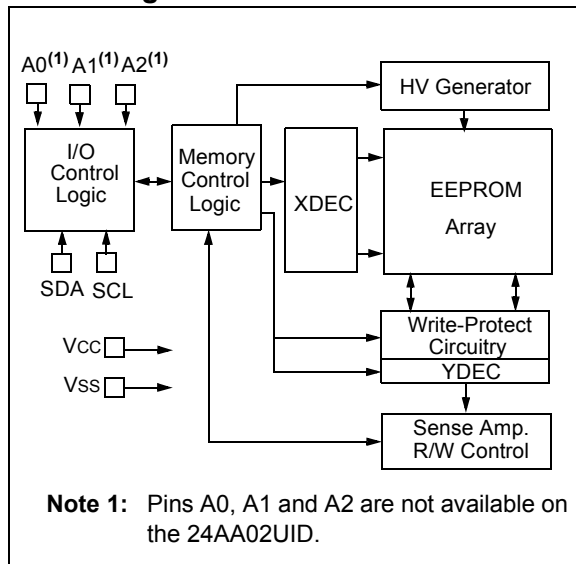 A0(1) A1(1) A2(1)
HV Generator
I/O
Control
Logic
Memory
Control
Logic
XDEC
EEPROM
Array
SDA SCL
Write-Protect
Circuitry
YDEC
VCC
VSS
Sense Amp.
R/W Control
Note 1: Pins A0, A1 and A2 are not available on
the 24AA02UID.